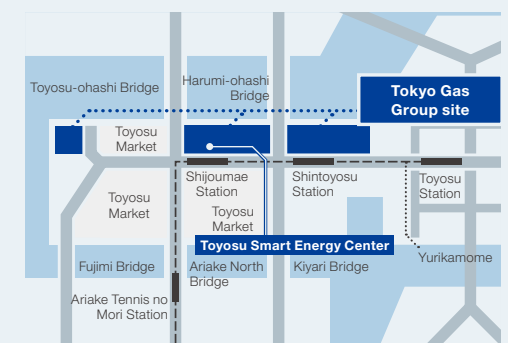 Toyosu-ohashi Bridge
Harumi-ohashi
Bridge
Tokyo Gas
Group site
Toyosu
Market
Shijoumae
Station
Shintoyosu
Station
Toyosu
Station
Toyosu
Market
Toyosu
Market
Toyosu Smart Energy Center
Fujimi Bridge
Ariake North
Bridge
Kiyari Bridge
Yurikamome
Ariake Tennis no
Mori Station